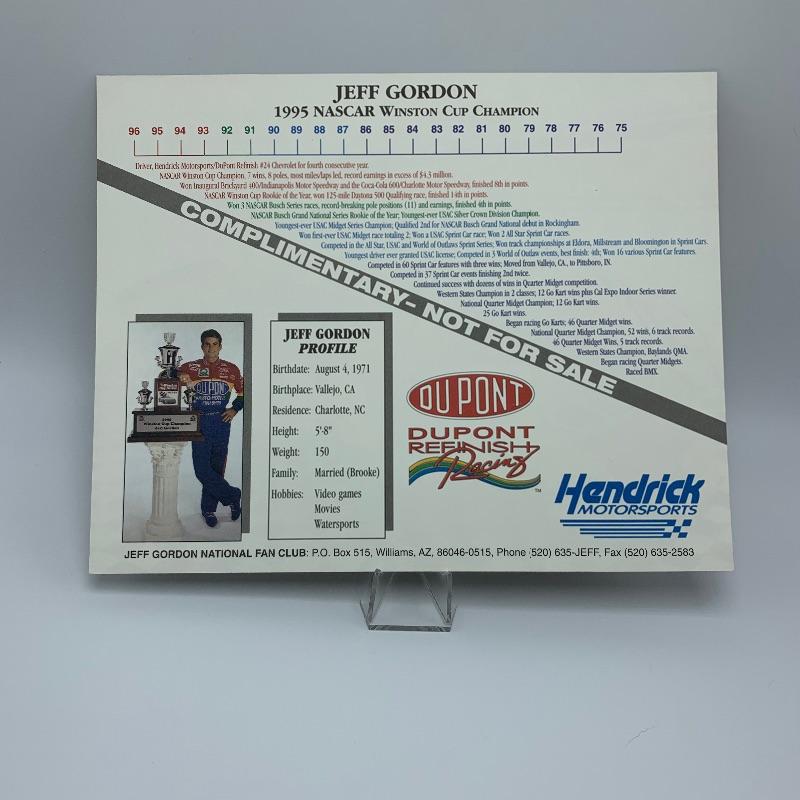 JEFF GORDON
1995 NASCAR WINSTON CUP CHAMPION
96 95 94 93 92 91 90 89 88 87 86 85 84 83 82 81 80 79 78 77 76 75
Driver, Hendrick Motorsports/DuPont Refinish #24 Chevrolet for fourth consecutive year.
NASCAR Winston Cup Champion, 7 wins, 8 poles, most miles/laps led, record earnings in excess of $4.3 million.
Won Inaugural Brickyard 400/Indianapolis Motor Speedway and the Coca-Cola 600/Charlotte Motor Speedway, finished 8th in points.
NASCAR Winston Cup Rookie of the Year, won 125-mile Daytona 500 Qualifying race, finished 14th in points.
Won 3 NASCAR Busch Series races, record-breaking pole positions (11) and earnings, finished 4th in points.
NASCAR Busch Grand National Series Rookie of the Year; Youngest-ever USAC Silver Crown Division Champion.
Youngest-ever USAC Midget Series Champion; Qualified 2nd for NASCAR Busch Grand National debut in Rockingham.
Won first-ever USAC Midget race totaling 2; Won a USAC Sprint Car race; Won 2 All Star Sprint Car races.
Competed in the All Star, USAC and World of Outlaws Sprint Series; Won track championships at Eldora, Millstream and Bloomington in Sprint Cars.
Youngest driver ever granted USAC license; Competed in 3 World of Outlaw events, best finish: 4th; Won 16 various Sprint Car features.
Competed in 60 Sprint Car features with three wins; Moved from Vallejo, CA., to Pittsboro, IN.
Competed in 37 Sprint Car events finishing 2nd twice.
Continued success with dozens of wins in Quarter Midget competition.
Western States Champion in 2 classes; 12 Go Kart wins plus Cal Expo Indoor Series winner.
National Quarter Midget Champion; 12 Go Kart wins.
25 Go Kart wins.
Began racing Go Karts; 46 Quarter Midget wins.
National Quarter Midget Champion, 52 wins, 6 track records.
46 Quarter Midget Wins, 5 track records.
Western States Champion, Baylands QMA.
Began racing Quarter Midgets.
Raced BMX.
COMPLIMENTARY- NOT FOR SALE
1995
Winston Cup Champion
Jeff Gordon
DUPONT
JEFF GORDON
PROFILE
Birthdate: August 4, 1971
Birthplace: Vallejo, CA
Residence: Charlotte, NC
Height: 5'-8"
Weight: 150
Family: Married (Brooke)
Hobbies: Video games
Movies
Watersports
DU PONT
DUPONT
REFINISH
Racing
TM
Hendrick
MOTORSPORTS
JEFF GORDON NATIONAL FAN CLUB: P.O. Box 515, Williams, AZ, 86046-0515, Phone (520) 635-JEFF, Fax (520) 635-2583